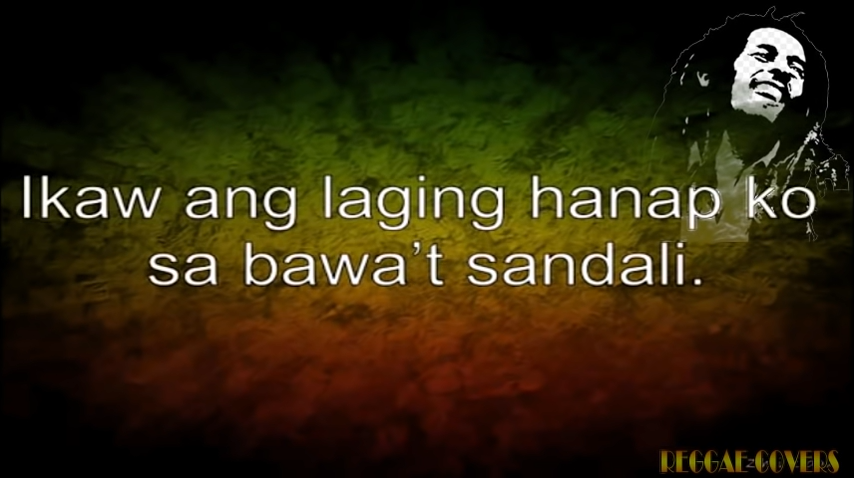 Ikaw ang laging hanap ko
sa bawa't sandali.
REGGAE COVERS